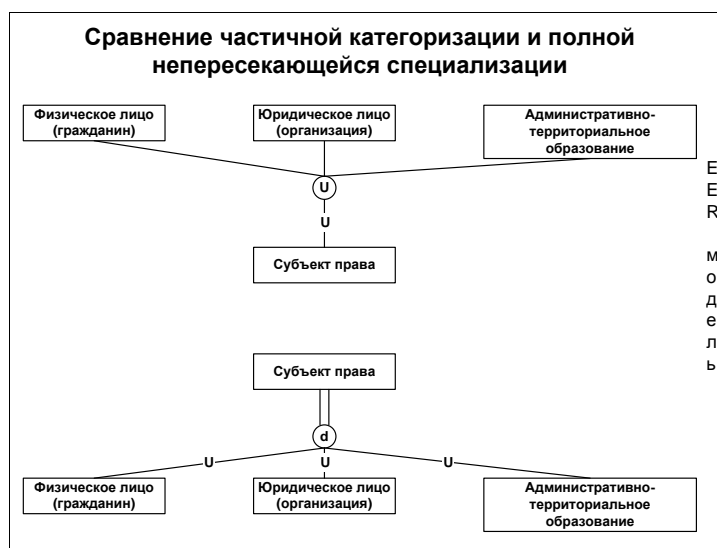 Сравнение частичной категоризации и полной
непересекающейся специализации
Физическое лицо
(гражданин)
Юридическое лицо
(организация)
Административно-
территориальное
образование
U
U
Субъект права
E
E
R
м
о
д
е
л
ь
Субъект права
d
U
U
U
Физическое лицо
(гражданин)
Юридическое лицо
(организация)
Административно-
территориальное
образование